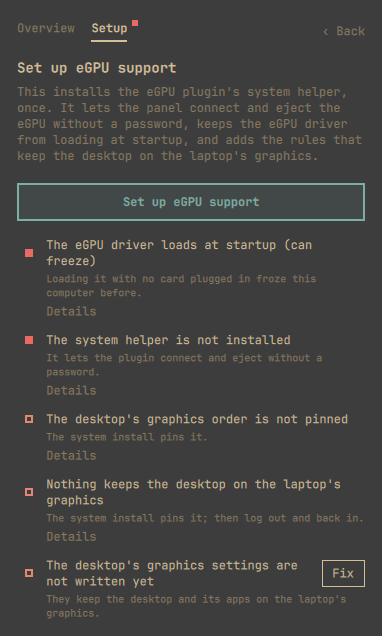 Overview Setup ‹ Back
Set up eGPU support
This installs the eGPU plugin's system helper,
once. It lets the panel connect and eject the
eGPU without a password, keeps the eGPU driver
from loading at startup, and adds the rules that
keep the desktop on the laptop's graphics.
Set up eGPU support
The eGPU driver loads at startup (can
freeze)
Loading it with no card plugged in froze this
computer before.
Details
The system helper is not installed
It lets the plugin connect and eject without a
password.
Details
The desktop's graphics order is not pinned
The system install pins it.
Details
Nothing keeps the desktop on the laptop's
graphics
The system install pins it; then log out and back in.
Details
The desktop's graphics settings are
not written yet
Fix
They keep the desktop and its apps on the laptop's
graphics.